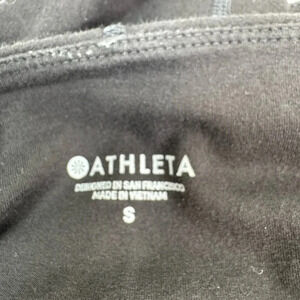 ATHLETA
DESIGNED IN SAN FRANCISCO
MADE IN VIETNAM
S